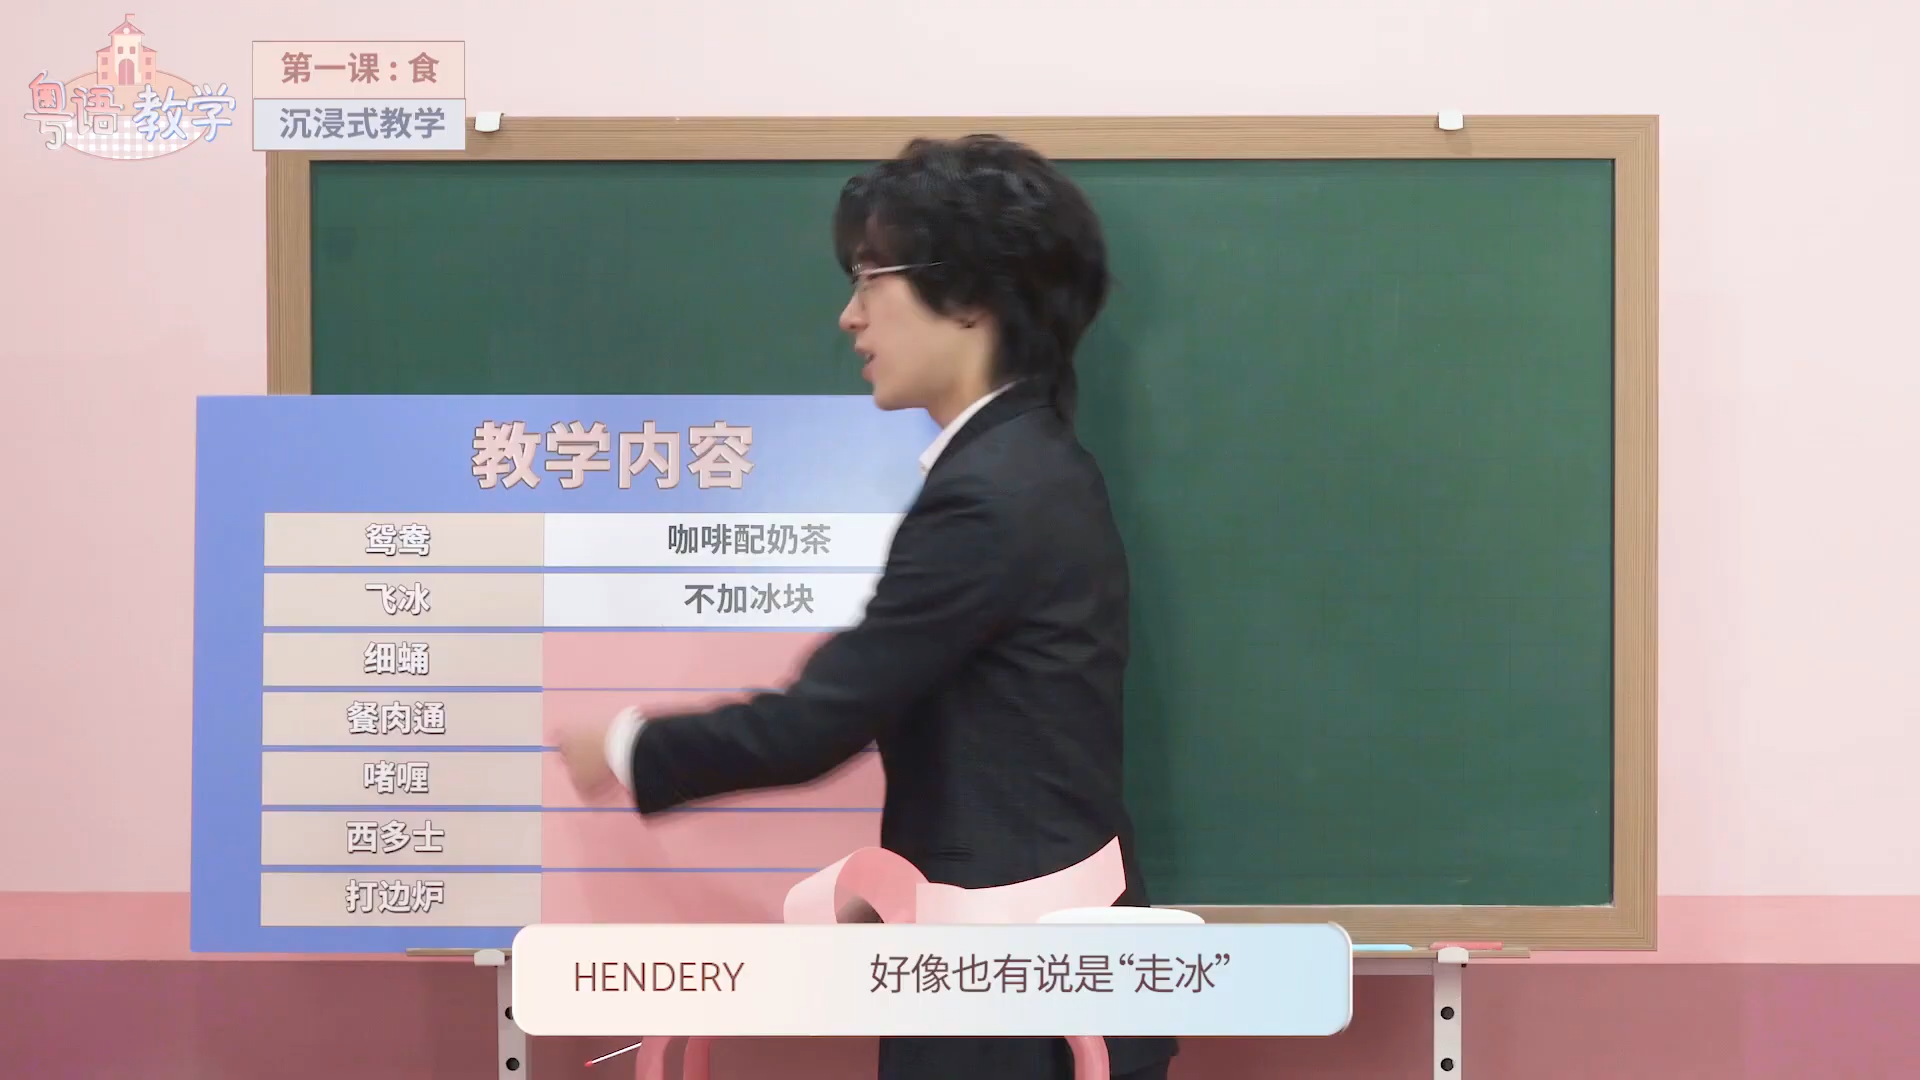 粤语教学
第一课：食
沉浸式教学
教学内容
鸳鸯 咖啡配奶茶
飞冰 不加冰块
细蛹
餐肉通
啫喱
西多士
打边炉
HENDERY 好像也有说是“走冰”